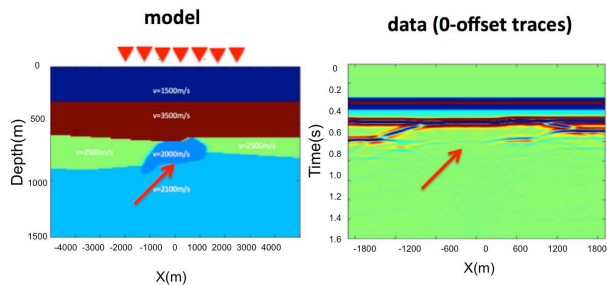 model
data (0-offset traces)
0
500
1000
1500
Depth(m)
v=1500m/s
v=3500m/s
v=2500m/s
v=2000m/s
v=2500m/s
v=2100m/s
-5000 -4000 -3000 -2000 -1000 0 1000 2000 3000 4000
X(m)
0
0.2
0.4
0.6
0.8
1.0
1.2
1.4
1.6
Time(s)
-1800 -1200 -600 0 600 1200 1800
X(m)